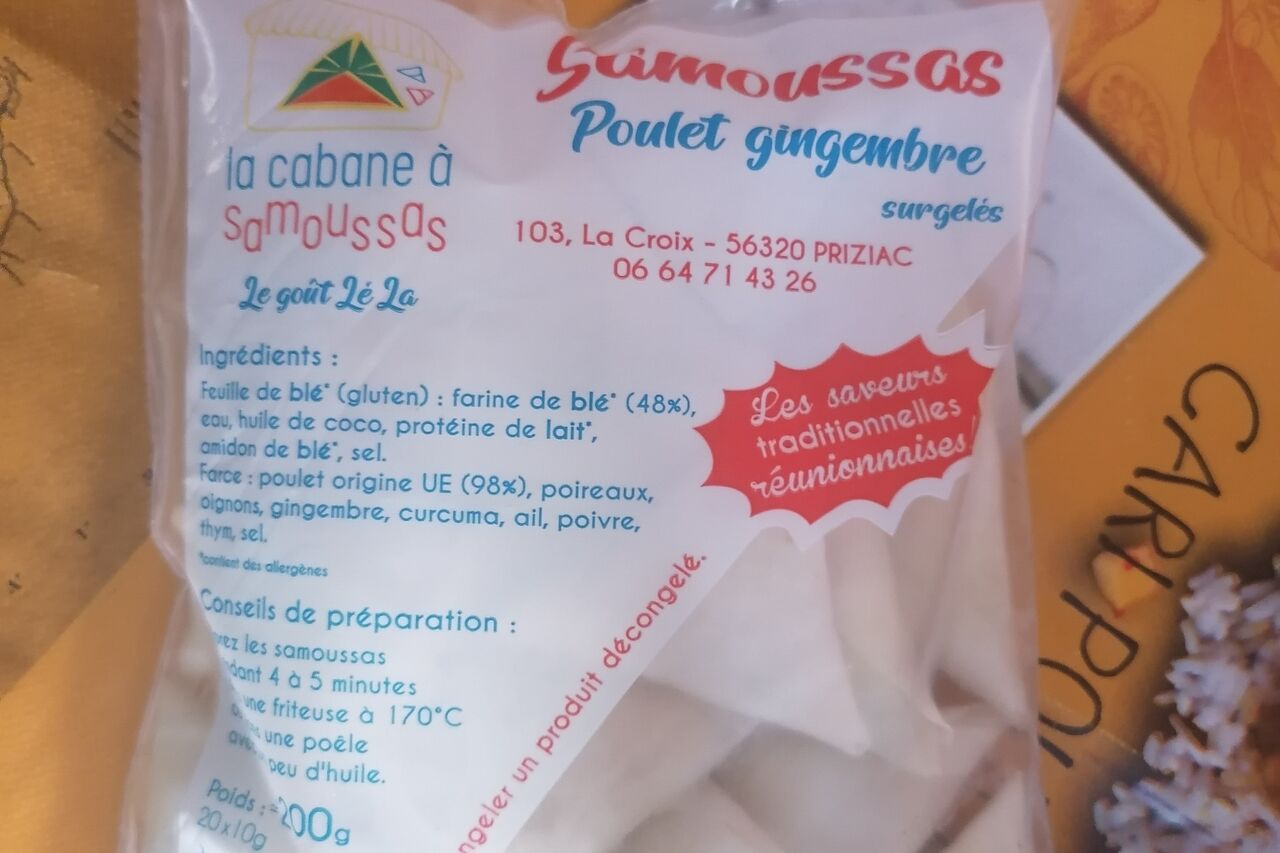 la cabane à
samoussas
Le goût Lé La
Samoussas
Poulet gingembre
surgelés
103, La Croix - 56320 PRIZIAC
06 64 71 43 26
Ingrédients :
Feuille de blé* (gluten) : farine de blé* (48%),
eau, huile de coco, protéine de lait*,
amidon de blé*, sel.
Farce : poulet origine UE (98%), poireaux,
oignons, gingembre, curcuma, ail, poivre,
thym, sel.
*contient des allergènes
Les saveurs
traditionnelles
réunionnaises!
Conseils de préparation :
les samoussas
4 à 5 minutes
une friteuse à 170°C
une poêle
peu d'huile.
Poids : 200g
20x10g
un produit décongelé.
CARI PO